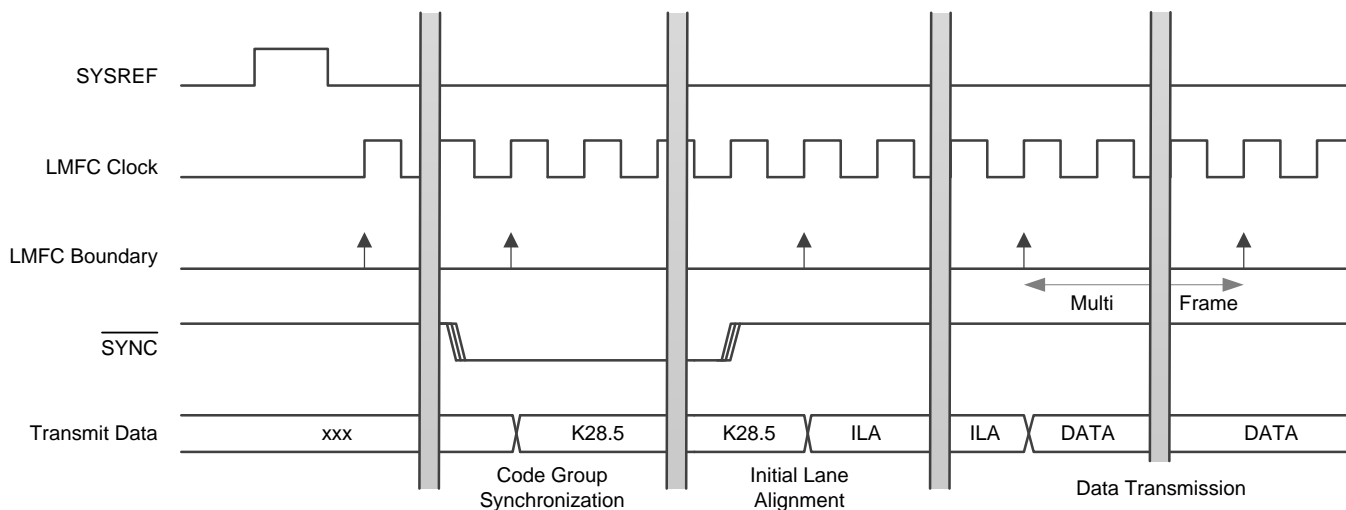 SYSREF
LMFC Clock
LMFC Boundary
Multi Frame
SYNC
Transmit Data xxx K28.5 K28.5 ILA ILA DATA DATA
Code Group
Synchronization
Initial Lane
Alignment
Data Transmission